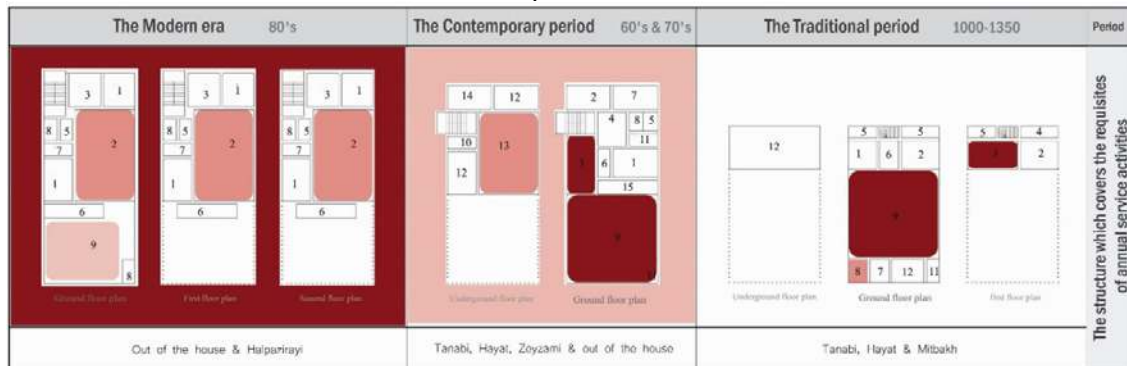 The Modern era 80's
The Contemporary period 60's & 70's
The Traditional period 1000-1350
Period
3 1
8 5
2
7
1
6
9
8
Ground floor plan
3 1
8 5
2
7
1
6
First floor plan
3 1
8 5
2
7
1
6
Second floor plan
14 12
10
13
12
Underground floor plan
2 7
4
8 5
11
6
1
15
Ground floor plan
12
Underground floor plan
5 5
1 6 2
9
8 7 12 11
Ground floor plan
5 4
2
first floor plan
The structure which covers the requisites
of annual service activities
Out of the house & Halpazirayi
Tanabi, Hayat, Zeyzami & out of the house
Tanabi, Hayat & Mitbakh